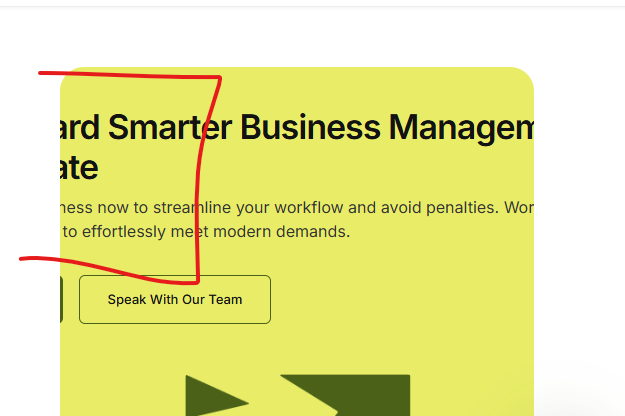 ard Smarter Business Managem
ate
ness now to streamline your workflow and avoid penalties. Wor
to effortlessly meet modern demands.
Speak With Our Team